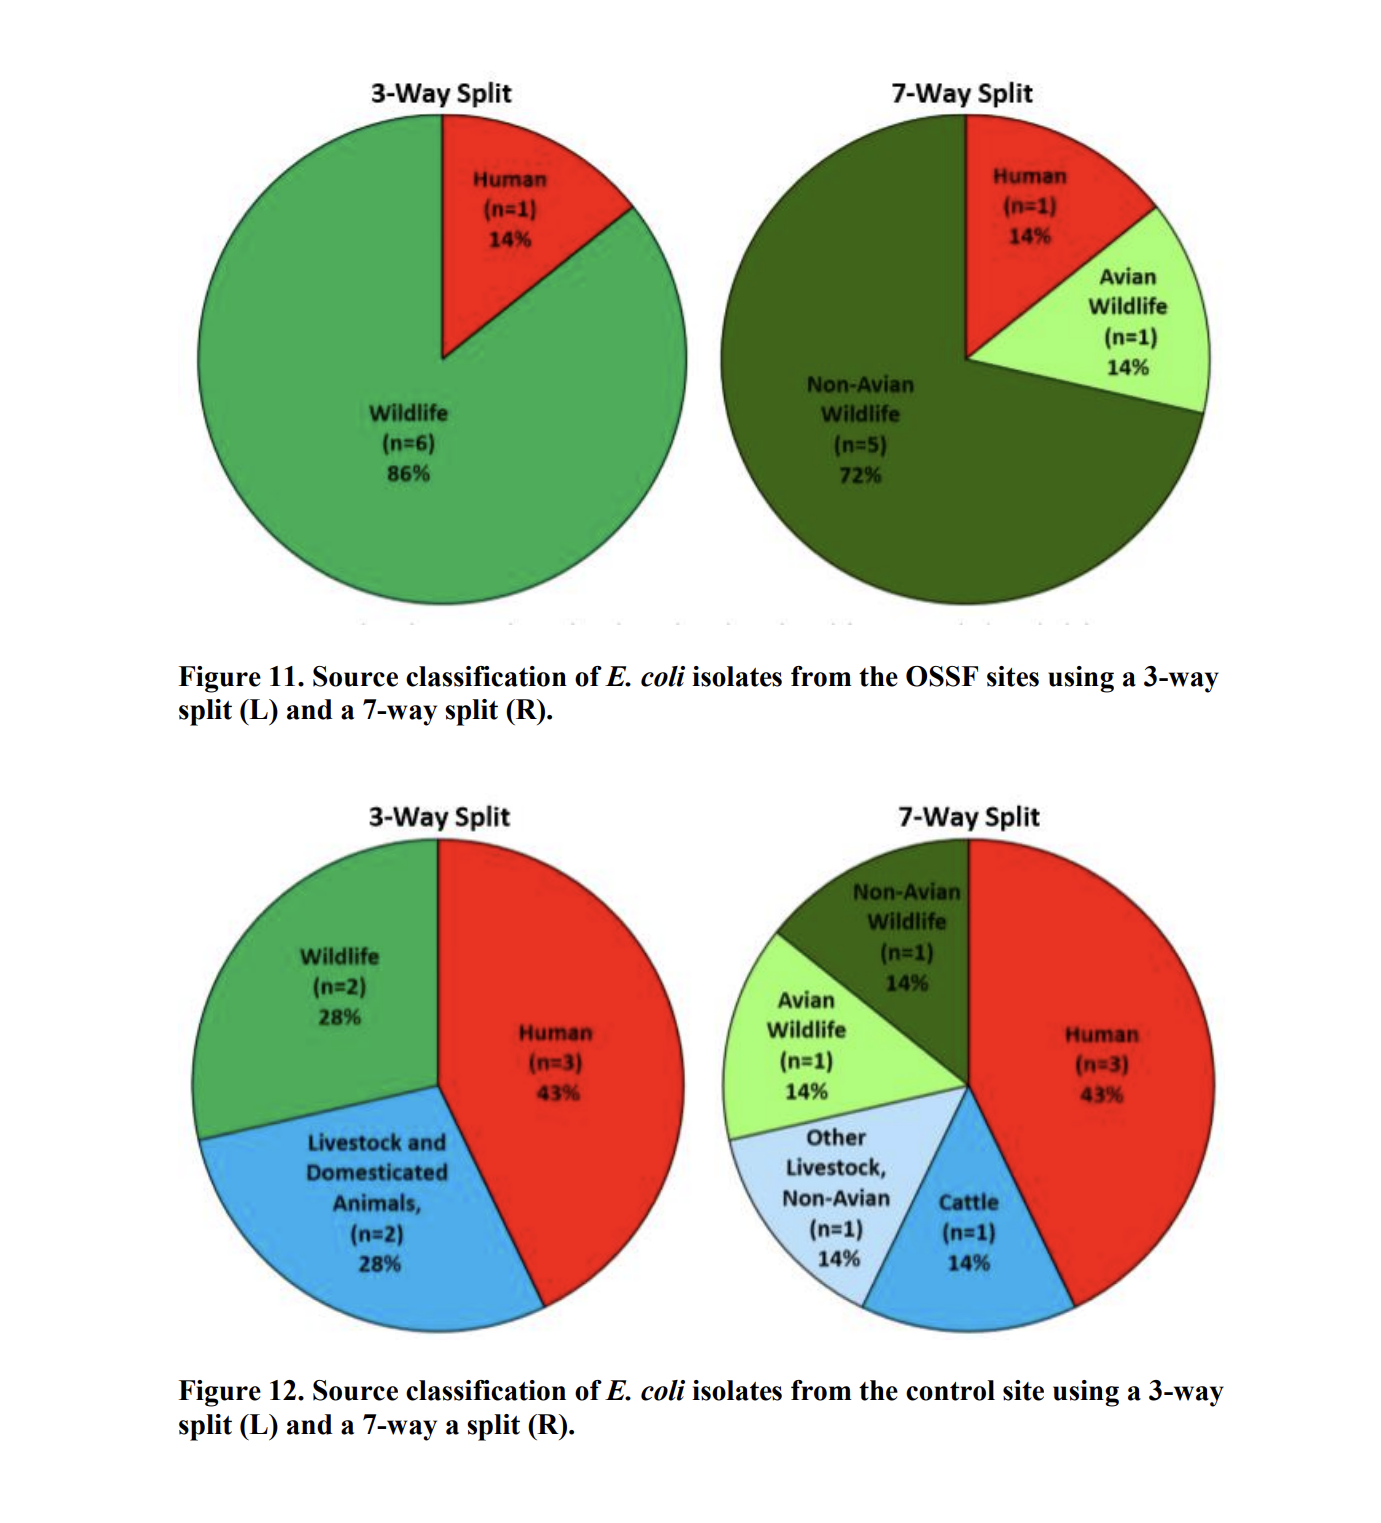 3-Way Split
Human
(n=1)
14%
Wildlife
(n=6)
86%
7-Way Split
Human
(n=1)
14%
Avian
Wildlife
(n=1)
14%
Non-Avian
Wildlife
(n=5)
72%
Figure 11. Source classification of E. coli isolates from the OSSF sites using a 3-way
split (L) and a 7-way split (R).
3-Way Split
Wildlife
(n=2)
28%
Human
(n=3)
43%
Livestock and
Domesticated
Animals,
(n=2)
28%
7-Way Split
Non-Avian
Wildlife
(n=1)
14%
Avian
Wildlife
(n=1)
14%
Human
(n=3)
43%
Other
Livestock,
Non-Avian
(n=1)
14%
Cattle
(n=1)
14%
Figure 12. Source classification of E. coli isolates from the control site using a 3-way
split (L) and a 7-way a split (R).